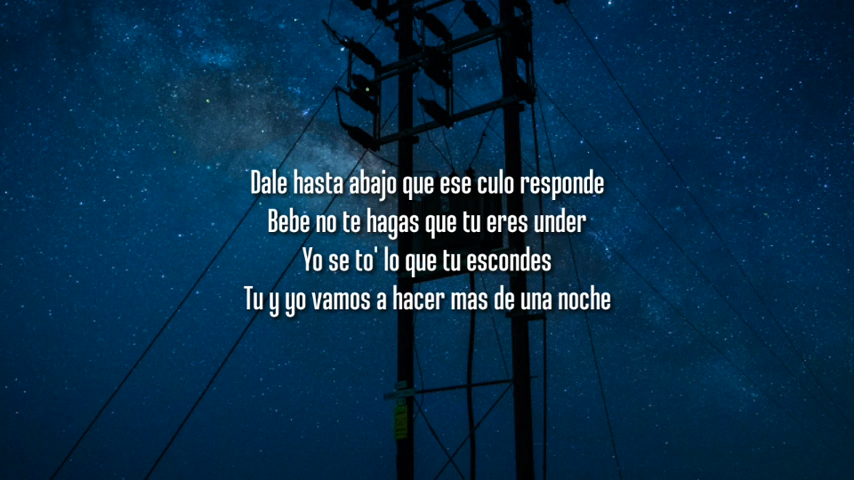 Dale hasta abajo que ese culo responde
Bebe no te hagas que tu eres under
Yo se to' lo que tu escondes
Tu y yo vamos a hacer mas de una noche